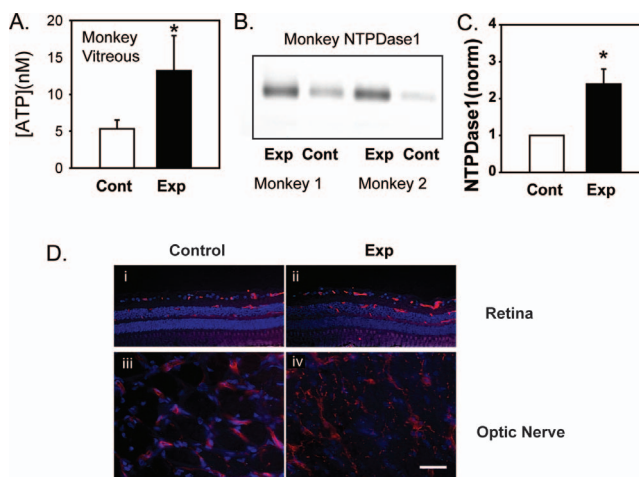 A.
Monkey
Vitreous
*
[ATP](nM)
20
15
10
5
0
Cont Exp
B.
Monkey NTPDase1
Exp Cont Exp Cont
Monkey 1 Monkey 2
C.
*
NTPDase1(norm)
4
3
2
1
0
Cont Exp
D.
Control Exp
i ii
Retina
iii iv
Optic Nerve